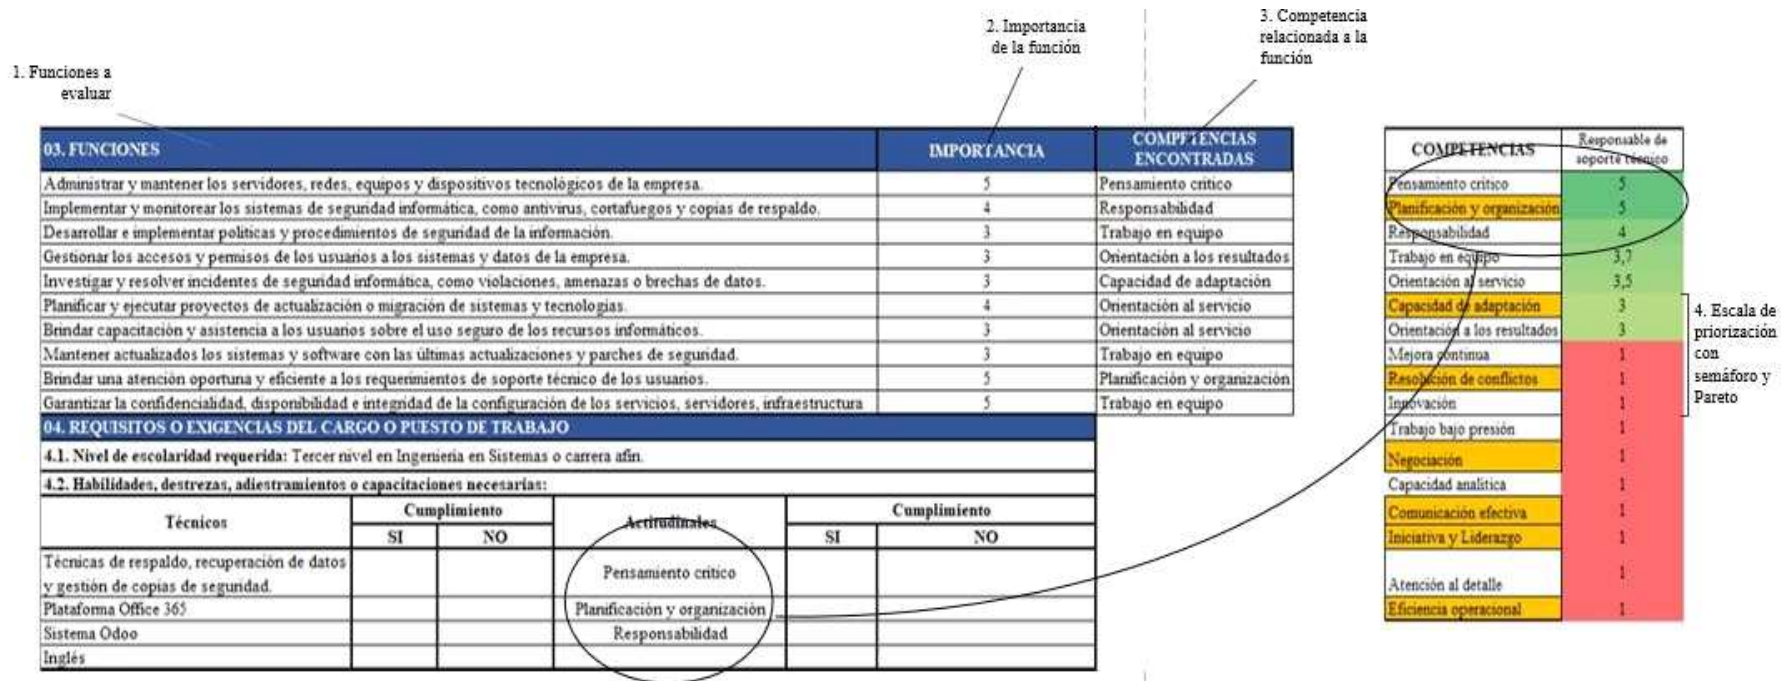 1. Funciones a
evaluar
2. Importancia
de la función
3. Competencia
relacionada a la
función
03. FUNCIONES IMPORTANCIA COMPETENCIAS
ENCONTRADAS
Administrar y mantener los servidores, redes, equipos y dispositivos tecnológicos de la empresa. 5 Pensamiento crítico
Implementar y monitorear los sistemas de seguridad informática, como antivirus, cortafuegos y copias de respaldo. 4 Responsabilidad
Desarrollar e implementar políticas y procedimientos de seguridad de la información. 3 Trabajo en equipo
Gestionar los accesos y permisos de los usuarios a los sistemas y datos de la empresa. 3 Orientación a los resultados
Investigar y resolver incidentes de seguridad informática, como violaciones, amenazas o brechas de datos. 3 Capacidad de adaptación
Planificar y ejecutar proyectos de actualización o migración de sistemas y tecnologías. 4 Orientación al servicio
Brindar capacitación y asistencia a los usuarios sobre el uso seguro de los recursos informáticos. 3 Orientación al servicio
Mantener actualizados los sistemas y software con las últimas actualizaciones y parches de seguridad. 3 Trabajo en equipo
Brindar una atención oportuna y eficiente a los requerimientos de soporte técnico de los usuarios. 5 Planificación y organización
Garantizar la confidencialidad, disponibilidad e integridad de la configuración de los servicios, servidores, infraestructura 5 Trabajo en equipo
04. REQUISITOS O EXIGENCIAS DEL CARGO O PUESTO DE TRABAJO
4.1. Nivel de escolaridad requerida: Tercer nivel en Ingeniería en Sistemas o carrera afín.
4.2. Habilidades, destrezas, adiestramientos o capacitaciones necesarias:
Técnicos Cumplimiento Actitudinales Cumplimiento
SI NO SI NO
Técnicas de respaldo, recuperación de datos
y gestión de copias de seguridad. Pensamiento crítico
Plataforma Office 365 Planificación y organización
Sistema Odoo Responsabilidad
Inglés
COMPETENCIAS Responsable de
soporte técnico
Pensamiento crítico 5
Planificación y organización 5
Responsabilidad 4
Trabajo en equipo 3,7
Orientación al servicio 3,5
Capacidad de adaptación 3
Orientación a los resultados 3
Mejora continua 1
Resolución de conflictos 1
Innovación 1
Trabajo bajo presión 1
Negociación 1
Capacidad analítica 1
Comunicación efectiva 1
Iniciativa y Liderazgo 1
Atención al detalle 1
Eficiencia operacional 1
4. Escala de
priorización
con
semáforo y
Pareto